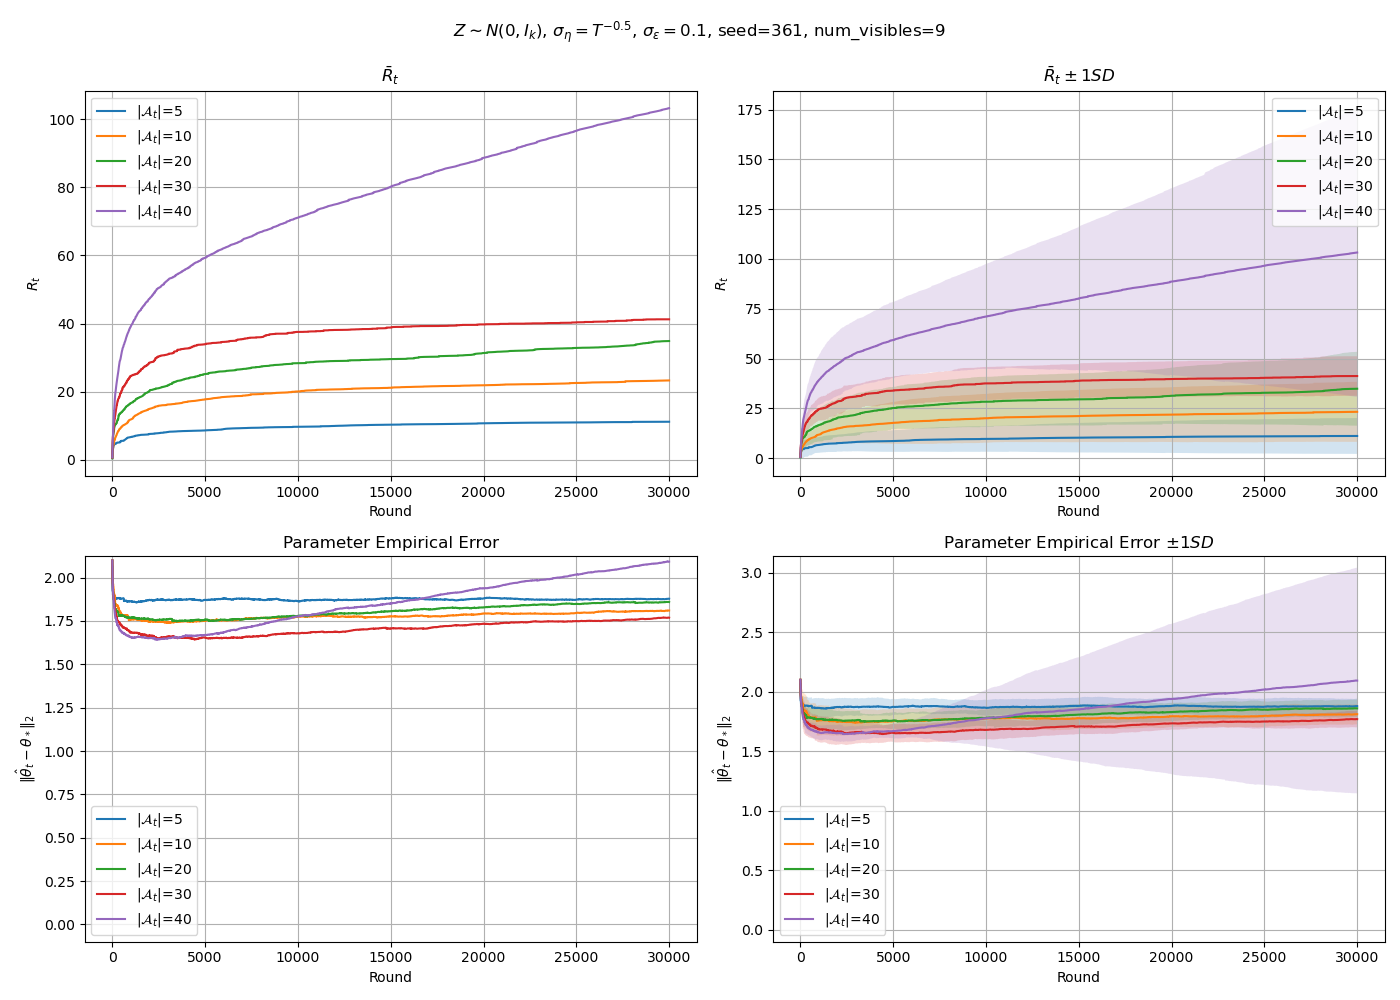 Z ∼ N(0, I_k), σ_η = T^{−0.5}, σ_ε = 0.1, seed=361, num_visibles=9
R̄_t
R_t
100
80
60
40
20
0
|𝒜_t|=5
|𝒜_t|=10
|𝒜_t|=20
|𝒜_t|=30
|𝒜_t|=40
0 5000 10000 15000 20000 25000 30000
Round
R̄_t ± 1SD
R_t
175
150
125
100
75
50
25
0
|𝒜_t|=5
|𝒜_t|=10
|𝒜_t|=20
|𝒜_t|=30
|𝒜_t|=40
0 5000 10000 15000 20000 25000 30000
Round
Parameter Empirical Error
‖θ̂_t − θ_*‖_2
2.00
1.75
1.50
1.25
1.00
0.75
0.50
0.25
0.00
|𝒜_t|=5
|𝒜_t|=10
|𝒜_t|=20
|𝒜_t|=30
|𝒜_t|=40
0 5000 10000 15000 20000 25000 30000
Round
Parameter Empirical Error ±1SD
‖θ̂_t − θ_*‖_2
3.0
2.5
2.0
1.5
1.0
0.5
0.0
|𝒜_t|=5
|𝒜_t|=10
|𝒜_t|=20
|𝒜_t|=30
|𝒜_t|=40
0 5000 10000 15000 20000 25000 30000
Round